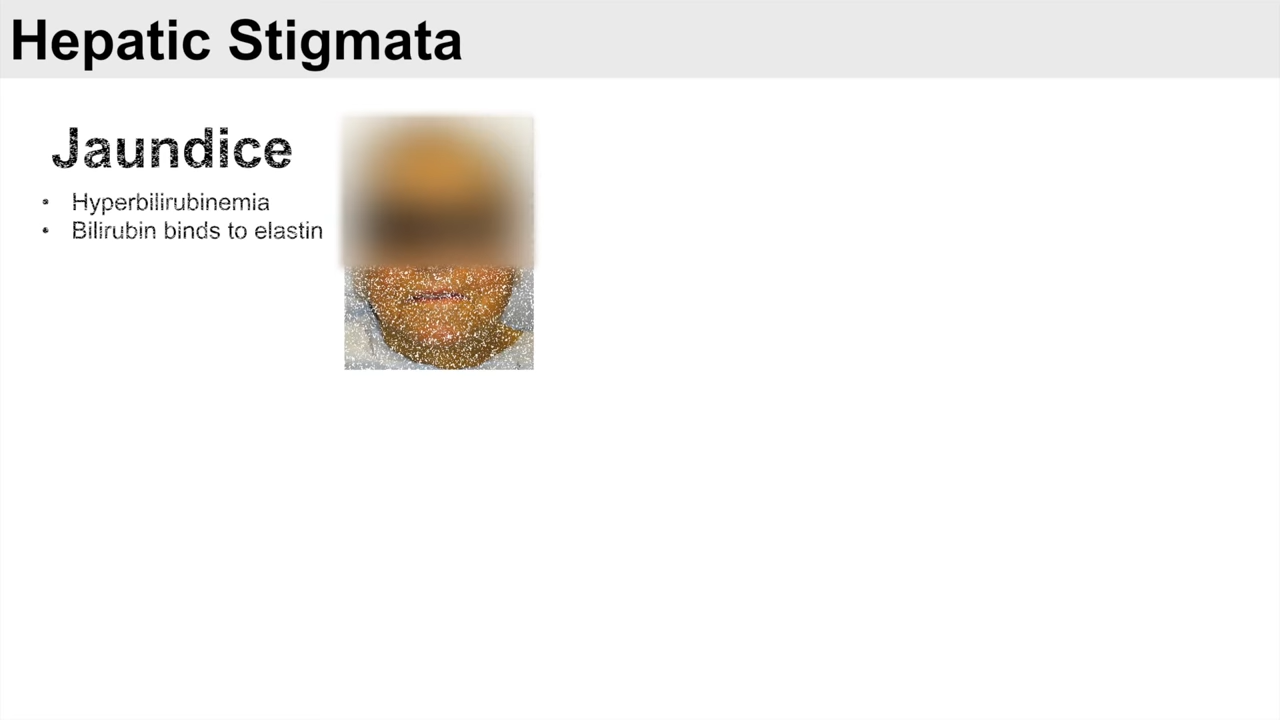 Hepatic Stigmata
Jaundice
• Hyperbilirubinemia
• Bilirubin binds to elastin